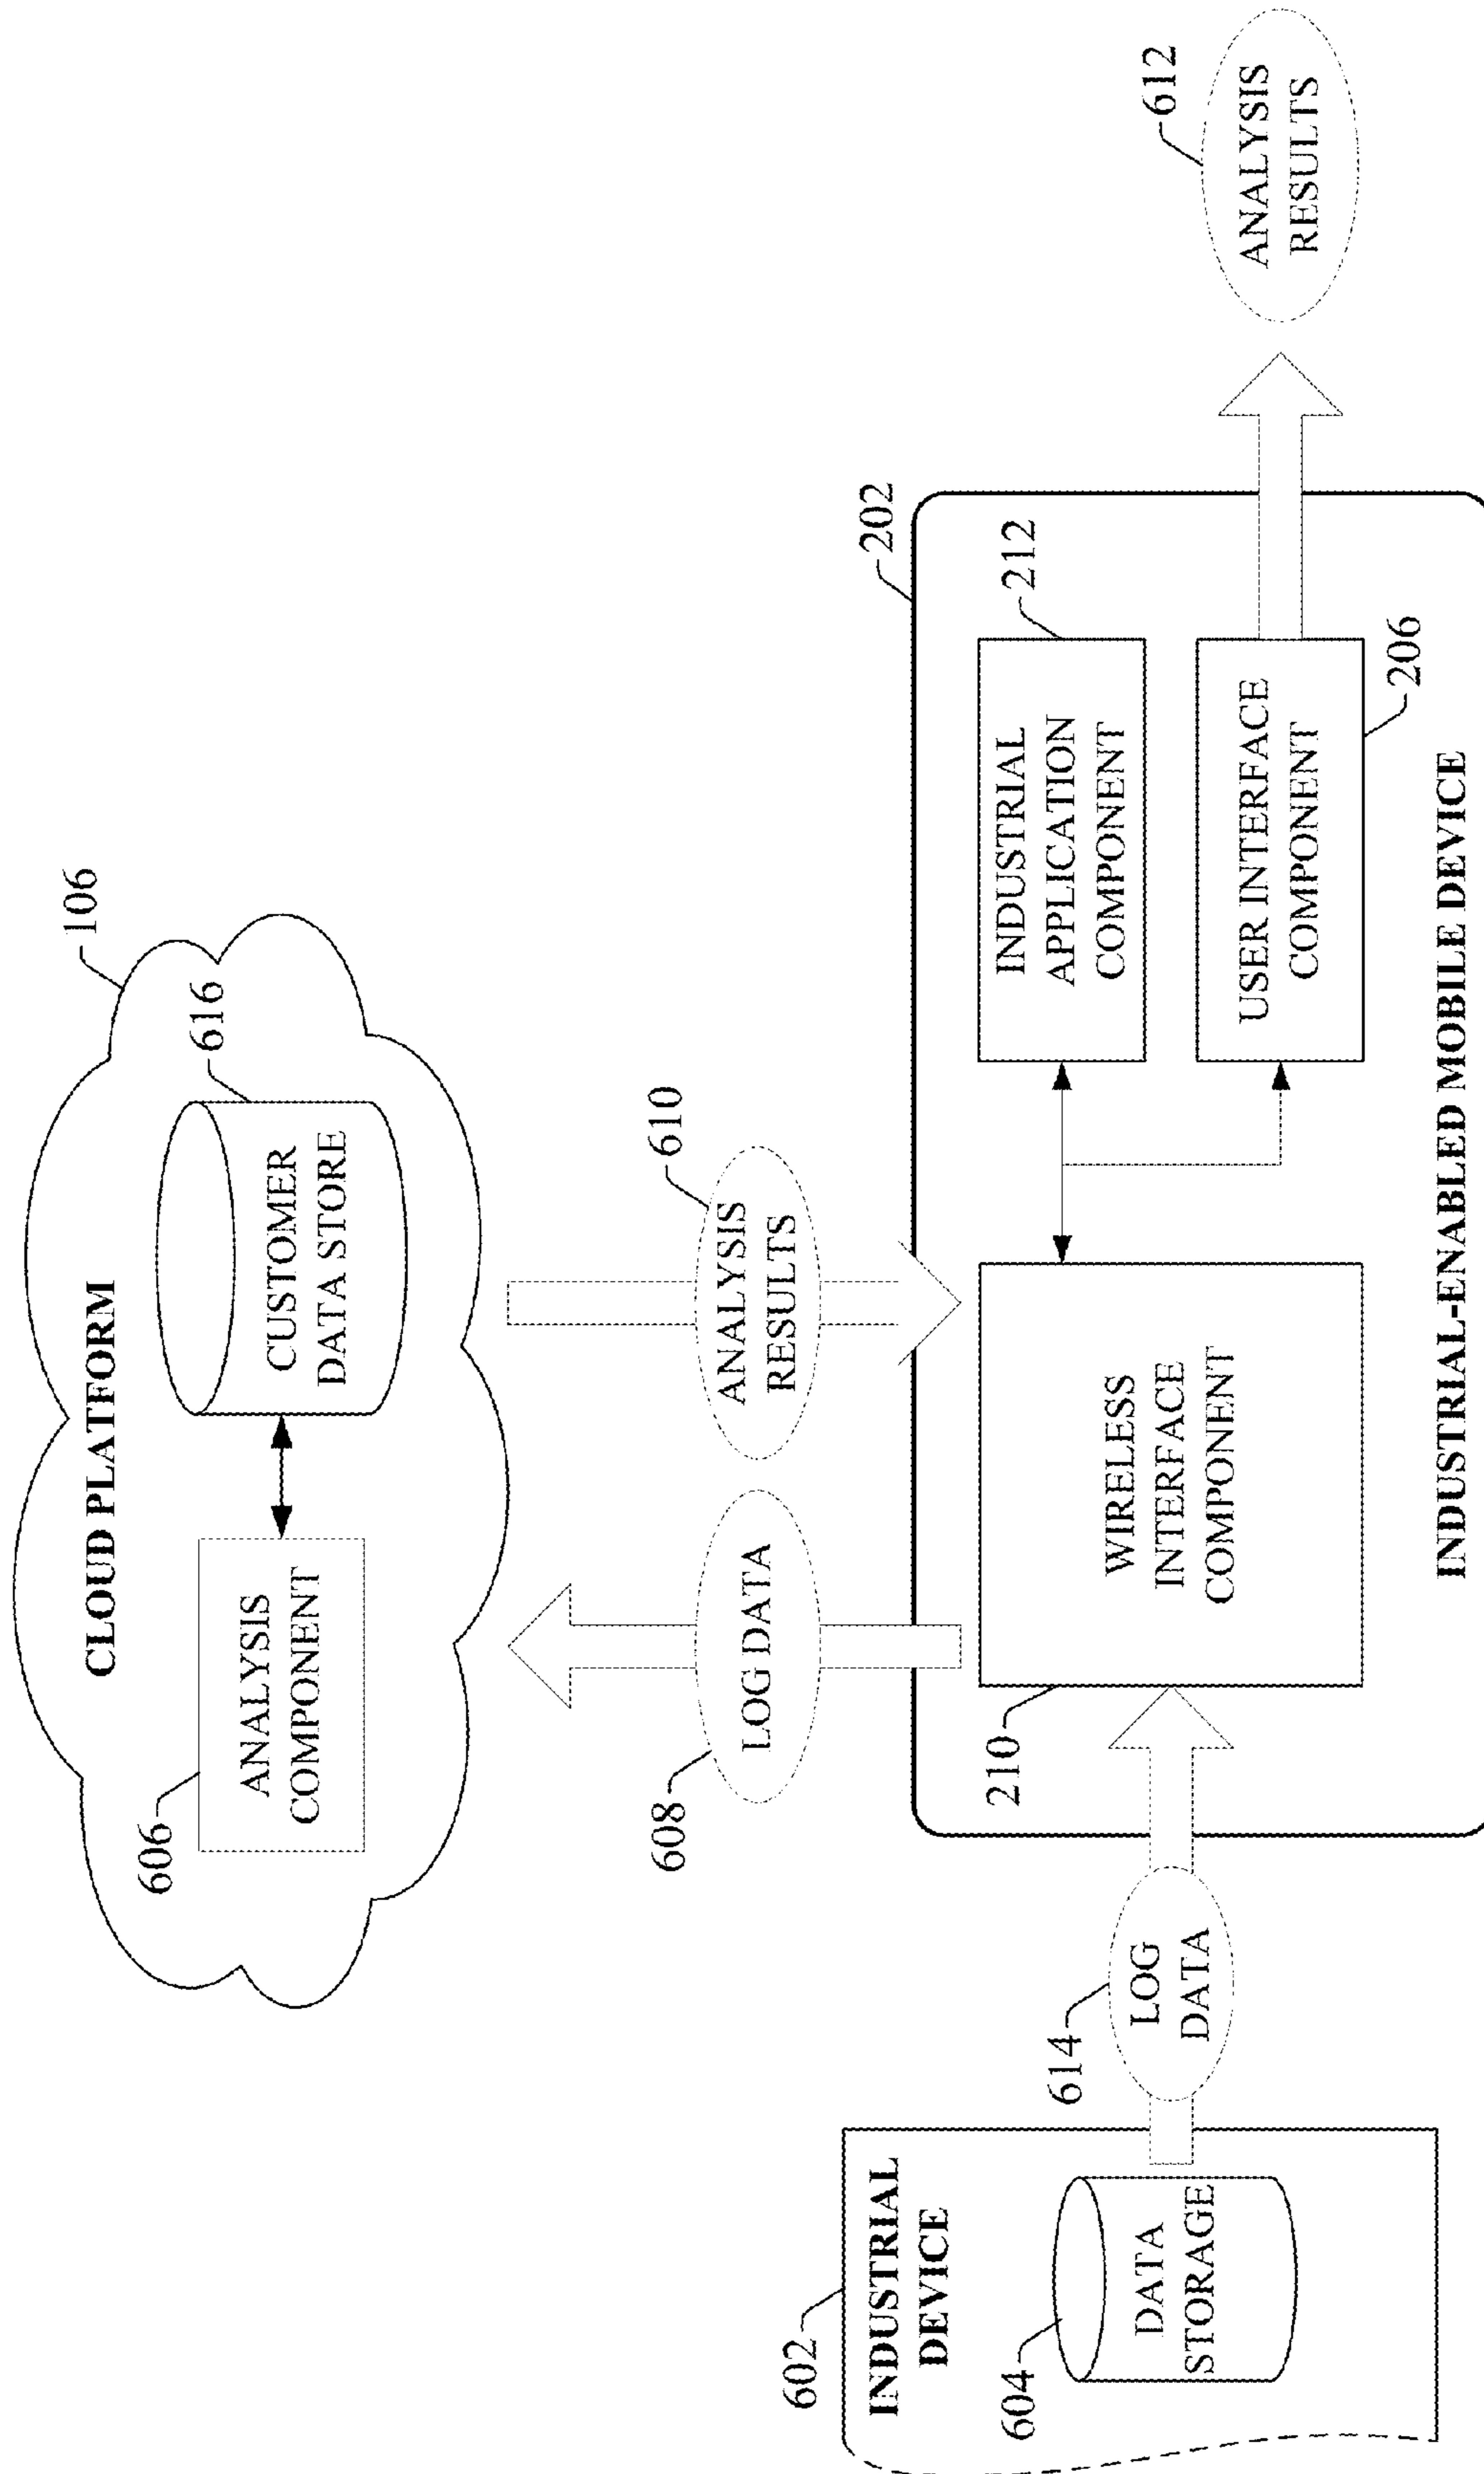 106
CLOUD PLATFORM
606
ANALYSIS
COMPONENT
616
CUSTOMER
DATA STORE
608
LOG DATA
610
ANALYSIS
RESULTS
602
INDUSTRIAL
DEVICE
604
DATA
STORAGE
614
LOG
DATA
202
210
WIRELESS
INTERFACE
COMPONENT
212
INDUSTRIAL
APPLICATION
COMPONENT
USER INTERFACE
COMPONENT
206
INDUSTRIAL-ENABLED MOBILE DEVICE
612
ANALYSIS
RESULTS